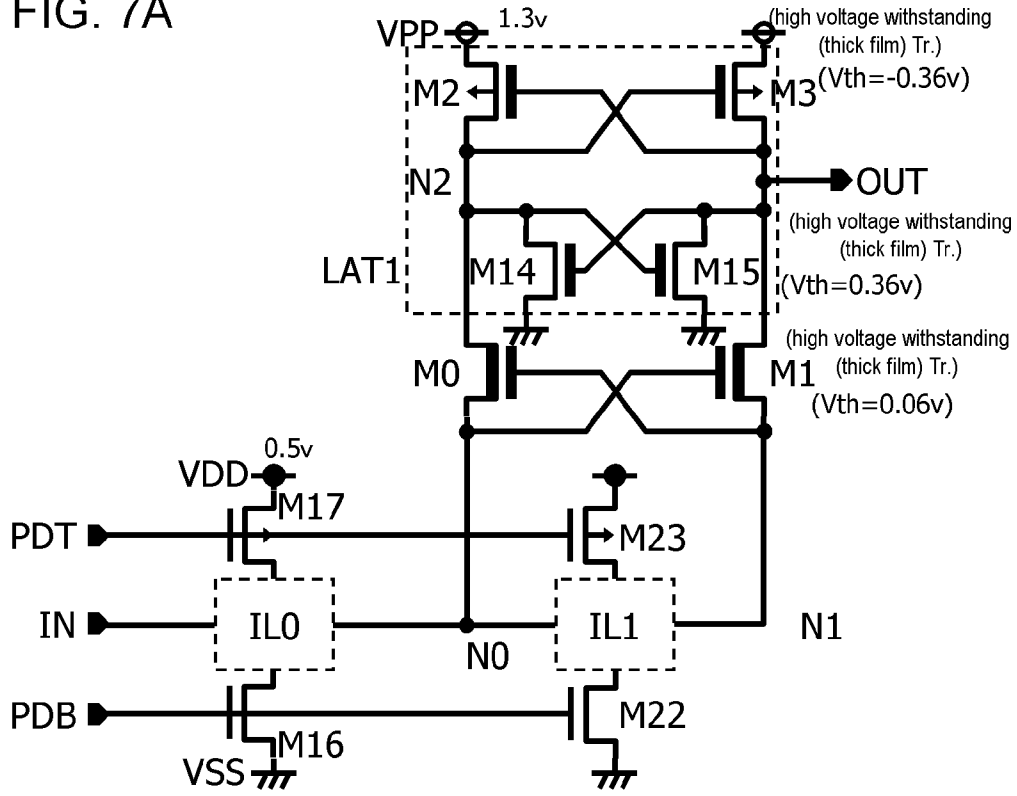 FIG. 7A
VPP 1.3v
(high voltage withstanding
(thick film) Tr.)
M2
M3 (Vth=-0.36v)
N2
OUT
(high voltage withstanding
(thick film) Tr.)
LAT1
M14
M15
(Vth=0.36v)
(high voltage withstanding
(thick film) Tr.)
M0
M1
(Vth=0.06v)
0.5v
VDD
M17
PDT
M23
IN
IL0
IL1
N1
N0
PDB
M22
M16
VSS